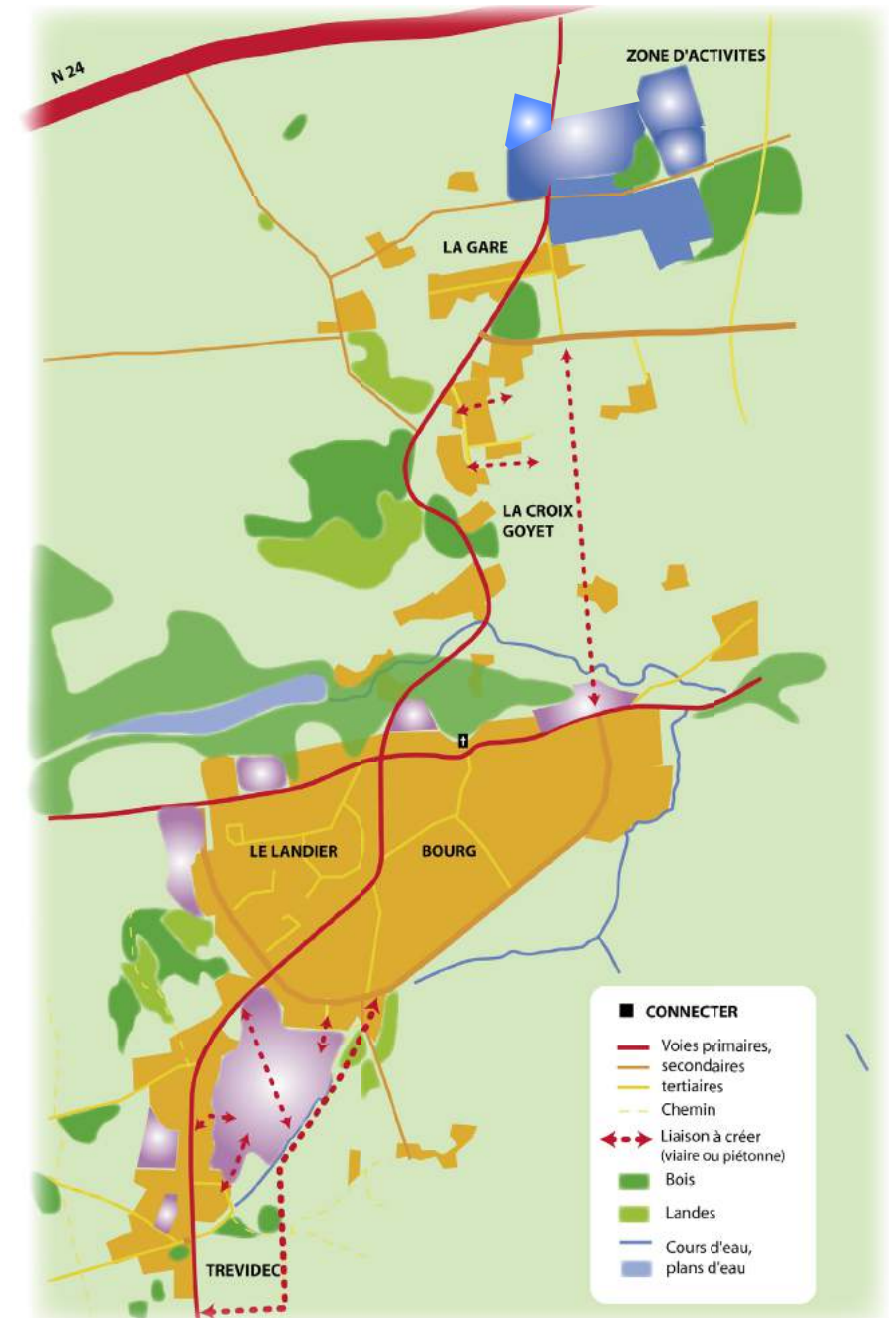 N 24
ZONE D'ACTIVITES
LA GARE
LA CROIX
GOYET
LE LANDIER
BOURG
TREVIDEC
CONNECTER
Voies primaires,
secondaires
tertiaires
Chemin
Liaison à créer
(viaire ou piétonne)
Bois
Landes
Cours d'eau,
plans d'eau